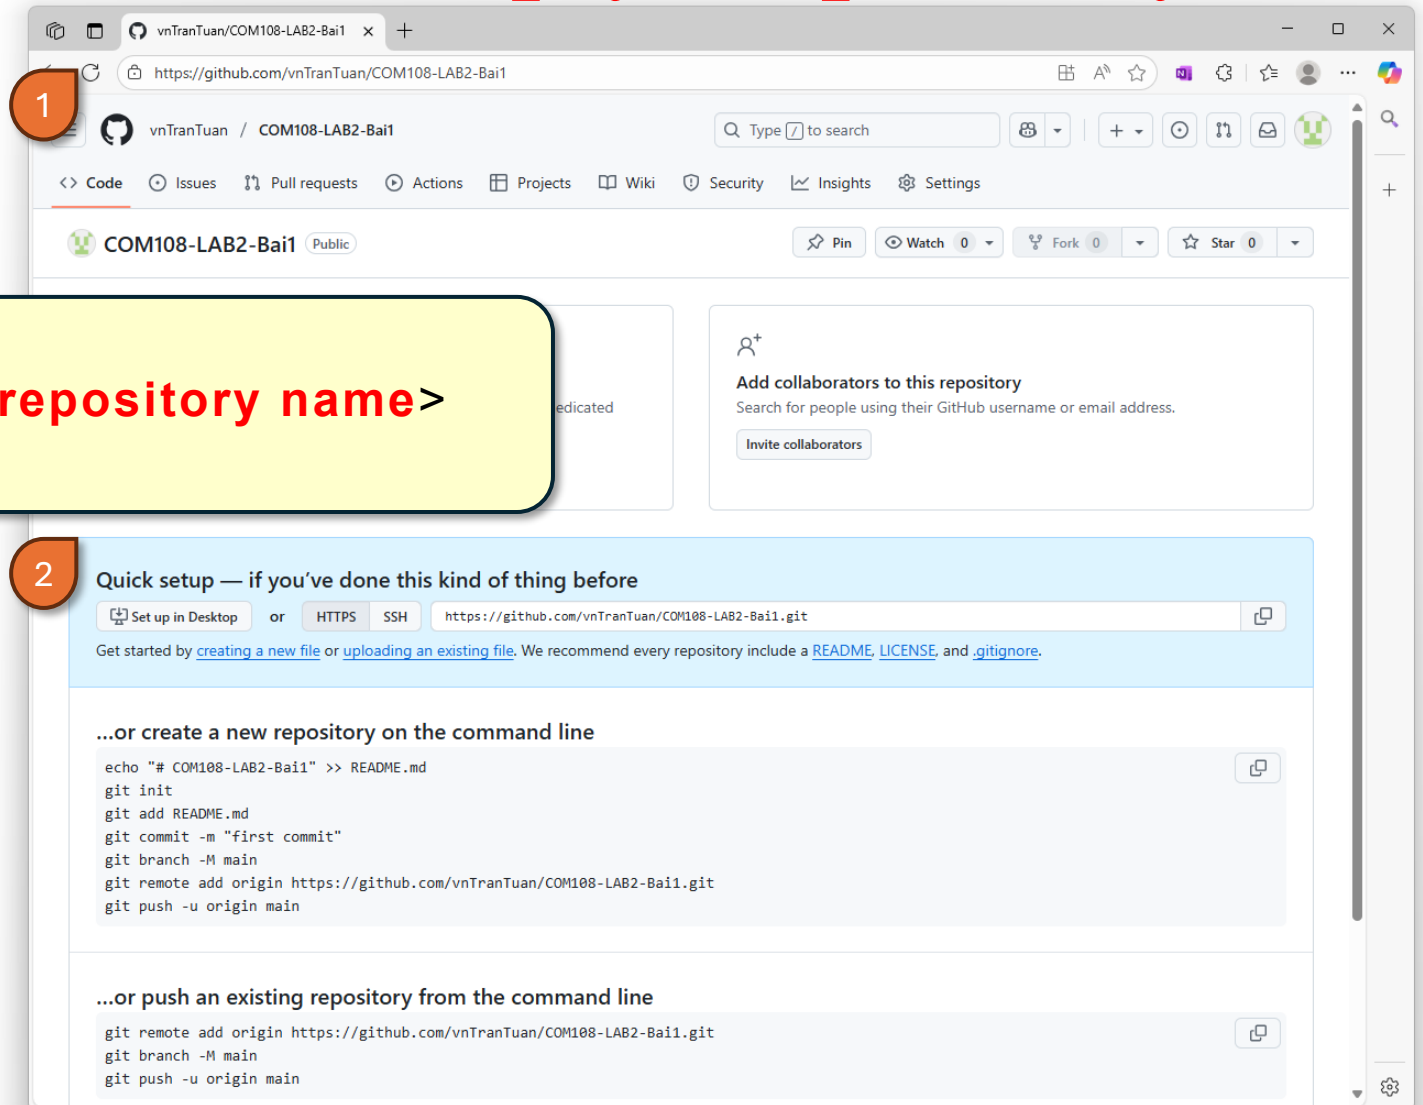 vnTranTuan/COM108-LAB2-Bai1
https://github.com/vnTranTuan/COM108-LAB2-Bai1
1
vnTranTuan / COM108-LAB2-Bai1
Type / to search
Code Issues Pull requests Actions Projects Wiki Security Insights Settings
COM108-LAB2-Bai1 Public
Pin Watch 0 Fork 0 Star 0
repository name>
edicated
Add collaborators to this repository
Search for people using their GitHub username or email address.
Invite collaborators
2
Quick setup — if you've done this kind of thing before
Set up in Desktop or HTTPS SSH https://github.com/vnTranTuan/COM108-LAB2-Bai1.git
Get started by creating a new file or uploading an existing file. We recommend every repository include a README, LICENSE, and .gitignore.
...or create a new repository on the command line
echo "# COM108-LAB2-Bai1" >> README.md
git init
git add README.md
git commit -m "first commit"
git branch -M main
git remote add origin https://github.com/vnTranTuan/COM108-LAB2-Bai1.git
git push -u origin main
...or push an existing repository from the command line
git remote add origin https://github.com/vnTranTuan/COM108-LAB2-Bai1.git
git branch -M main
git push -u origin main